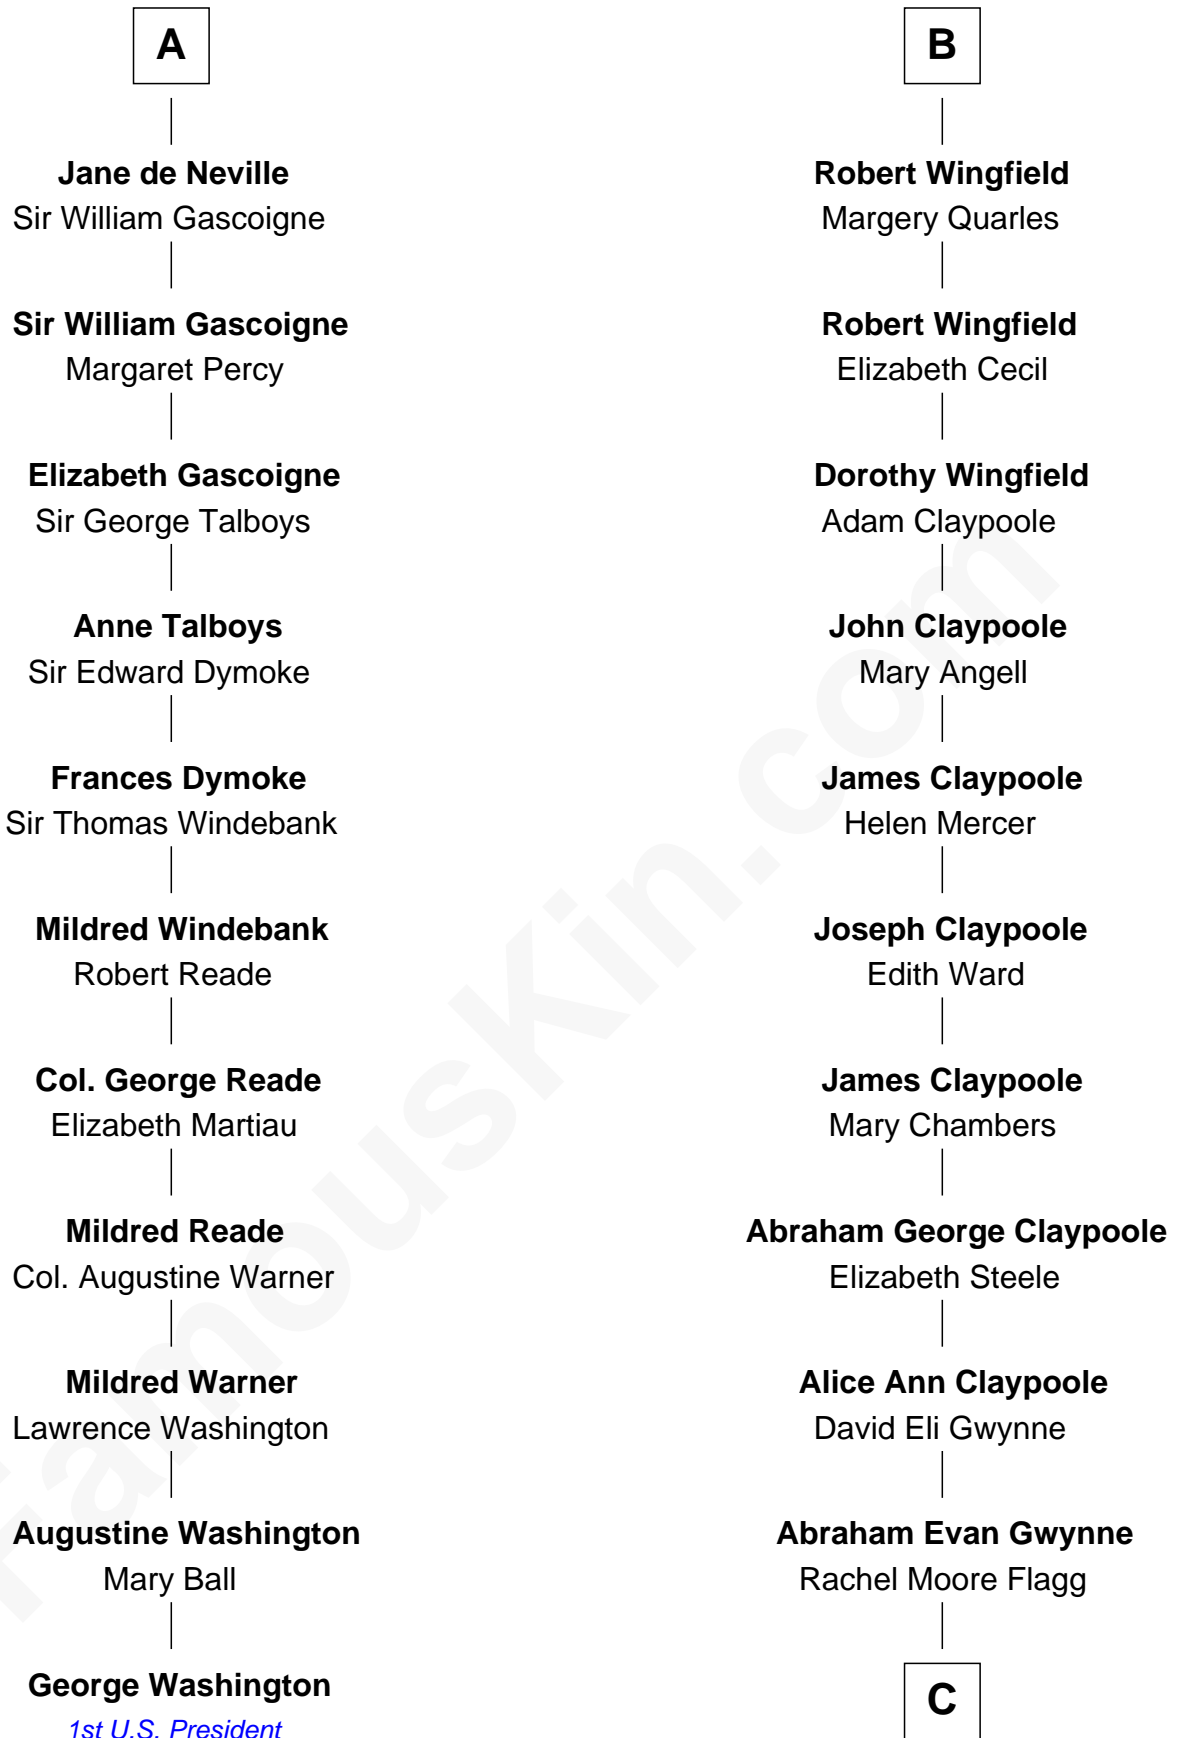 A
Jane de Neville
Sir William Gascoigne
Sir William Gascoigne
Margaret Percy
Elizabeth Gascoigne
Sir George Talboys
Anne Talboys
Sir Edward Dymoke
Frances Dymoke
Sir Thomas Windebank
Mildred Windebank
Robert Reade
Col. George Reade
Elizabeth Martiau
Mildred Reade
Col. Augustine Warner
Mildred Warner
Lawrence Washington
Augustine Washington
Mary Ball
George Washington
1st U.S. President
B
Robert Wingfield
Margery Quarles
Robert Wingfield
Elizabeth Cecil
Dorothy Wingfield
Adam Claypoole
John Claypoole
Mary Angell
James Claypoole
Helen Mercer
Joseph Claypoole
Edith Ward
James Claypoole
Mary Chambers
Abraham George Claypoole
Elizabeth Steele
Alice Ann Claypoole
David Eli Gwynne
Abraham Evan Gwynne
Rachel Moore Flagg
C
FamousKin.com